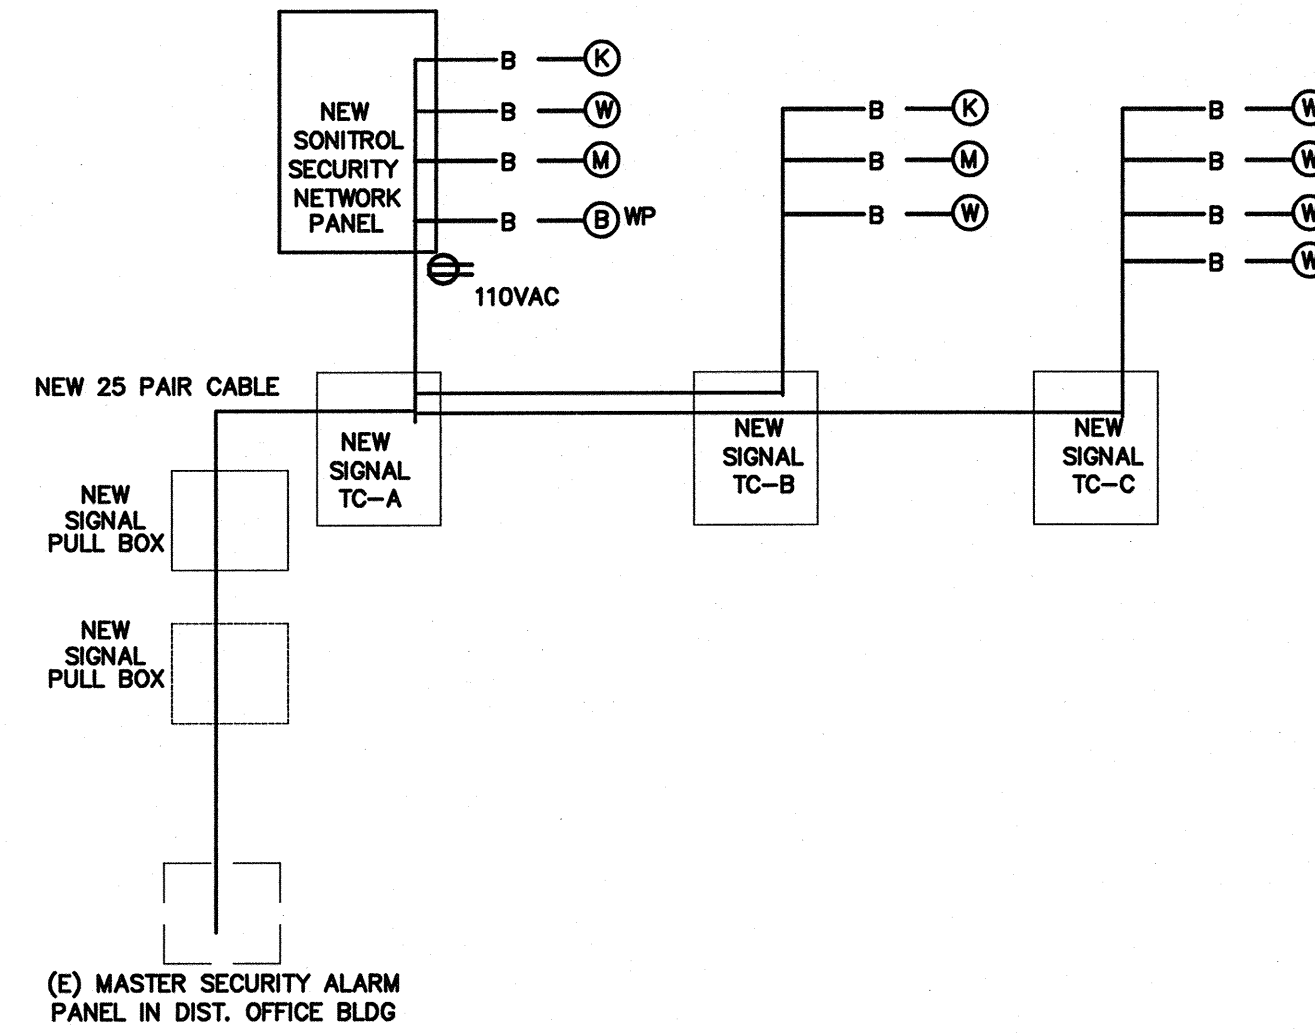 NEW
SONITROL
SECURITY
NETWORK
PANEL
B K
B W
B M
B B WP
110VAC
B K
B M
B W
B W
B W
B W
B W
NEW 25 PAIR CABLE
NEW
SIGNAL
TC-A
NEW
SIGNAL
TC-B
NEW
SIGNAL
TC-C
NEW
SIGNAL
PULL BOX
NEW
SIGNAL
PULL BOX
(E) MASTER SECURITY ALARM
PANEL IN DIST. OFFICE BLDG